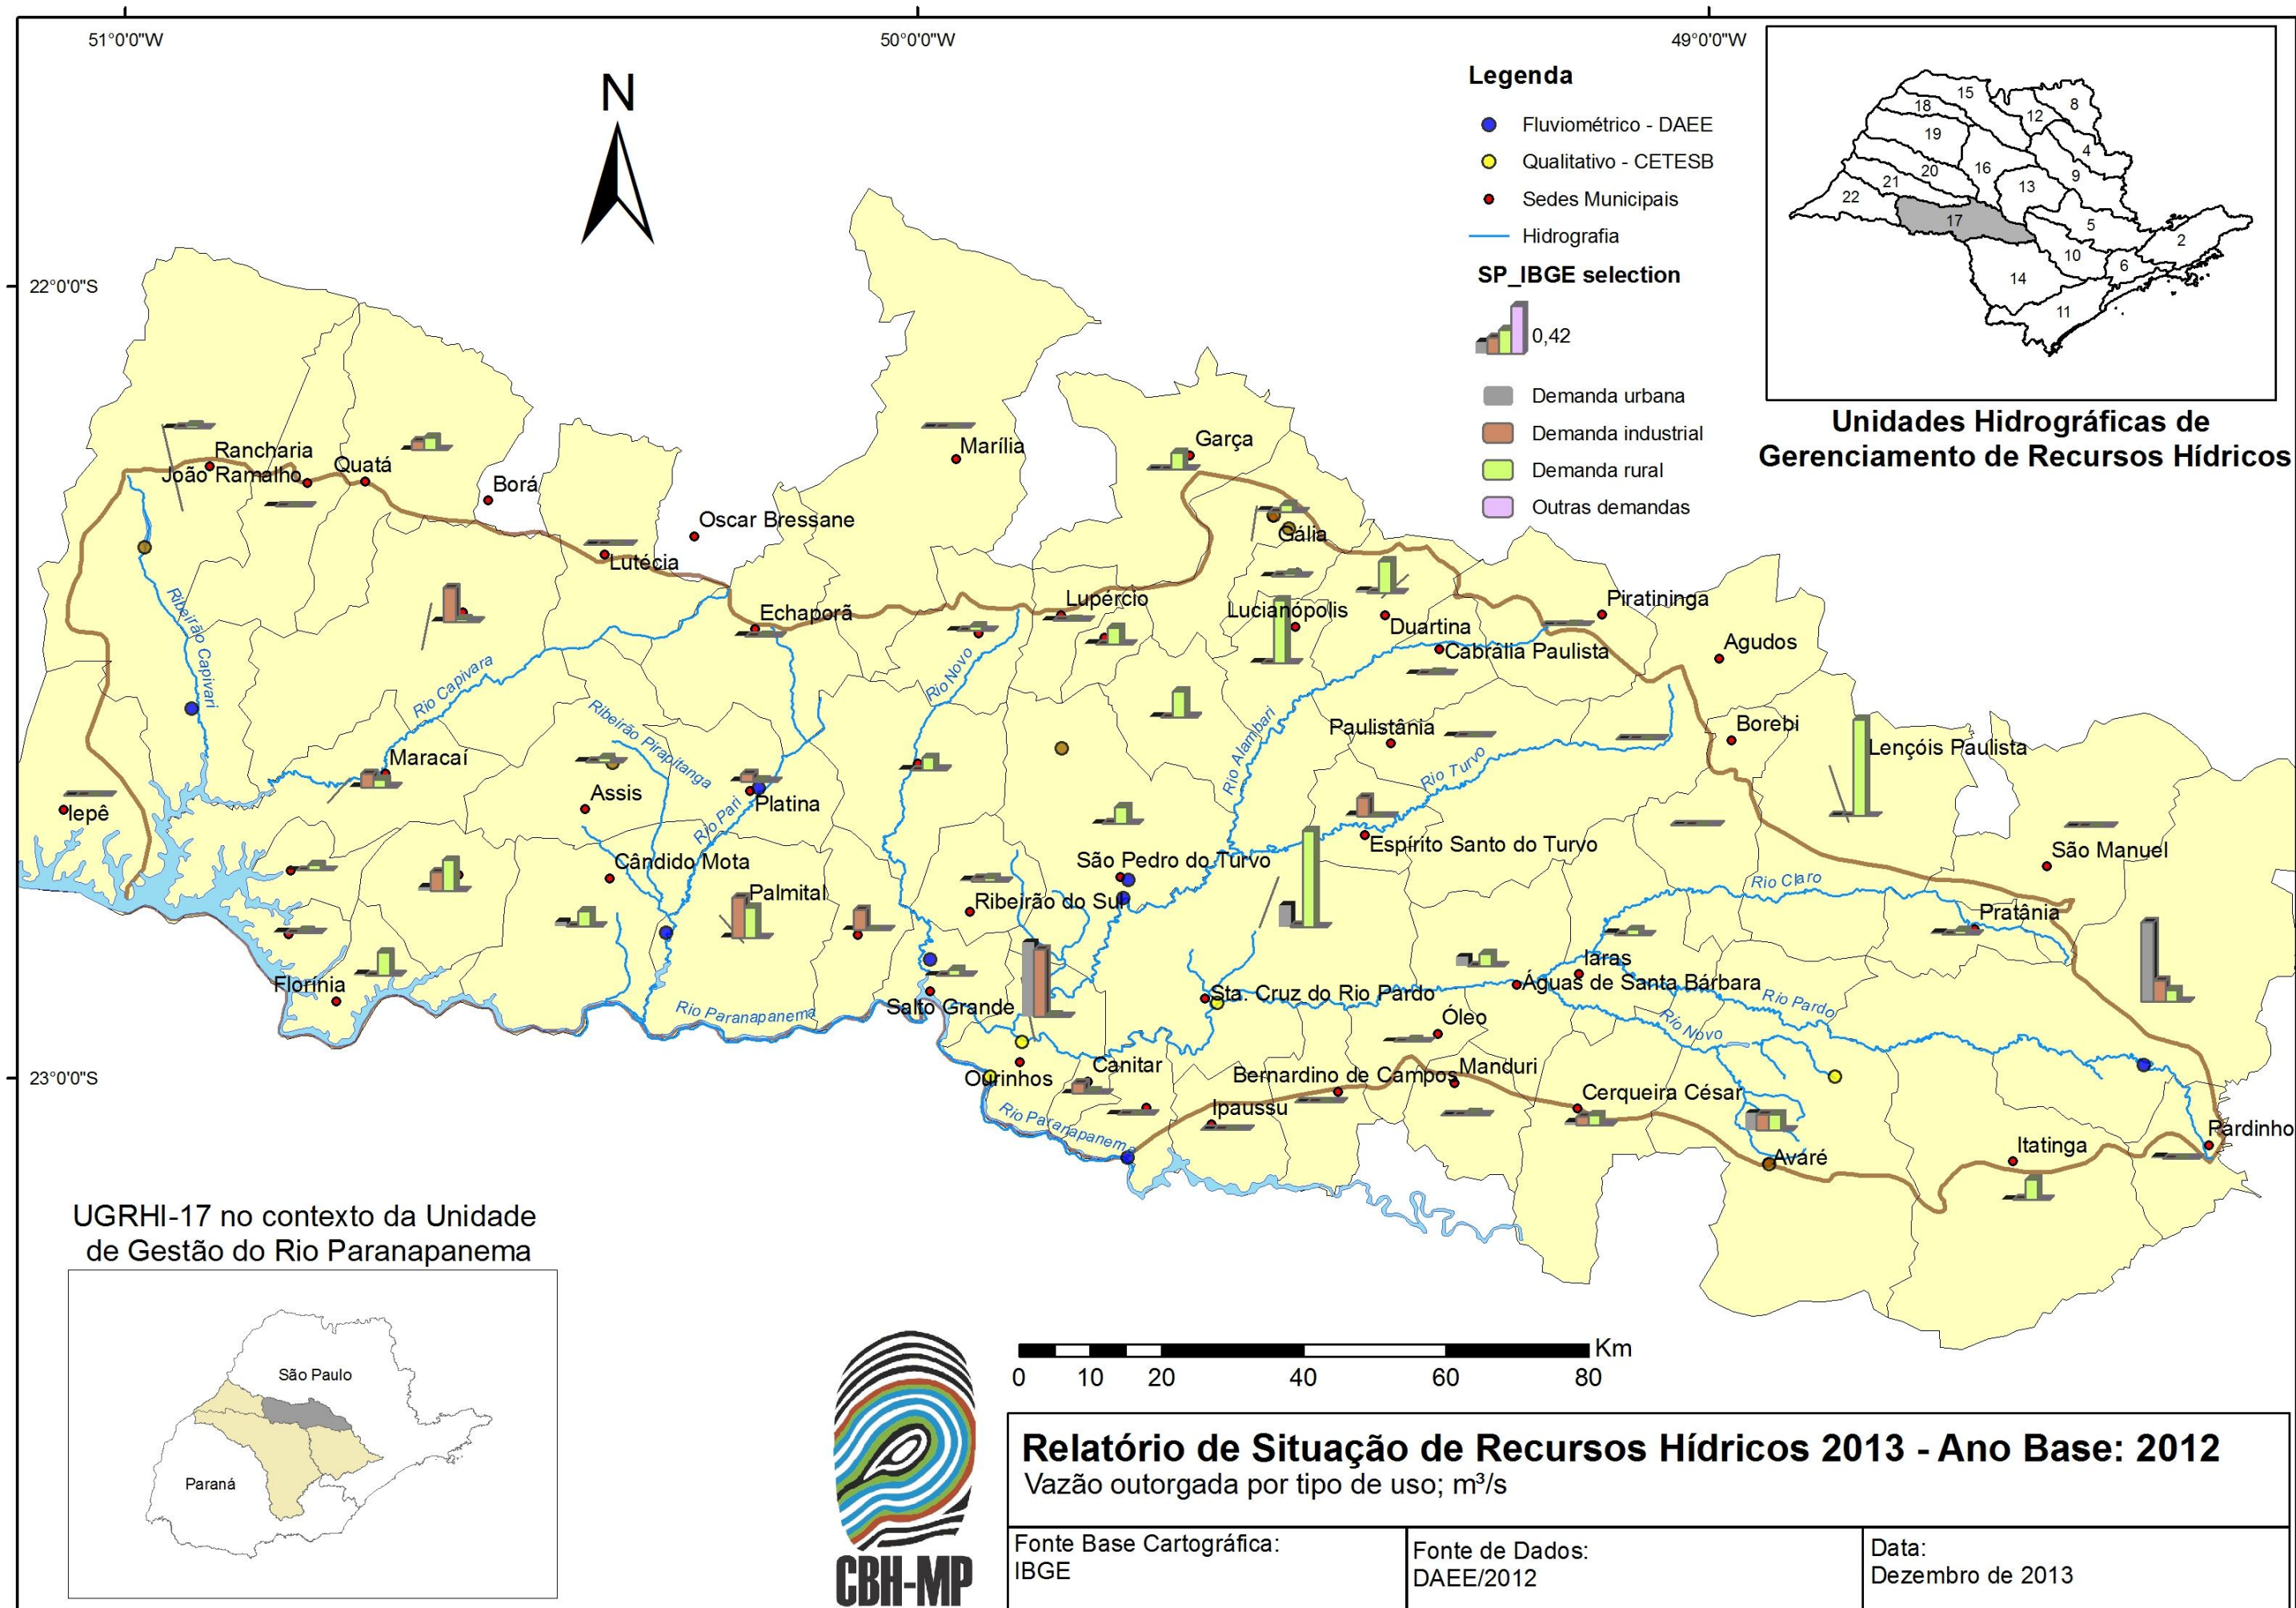 51°0'0"W
50°0'0"W
49°0'0"W
22°0'0"S
23°0'0"S
N
Legenda
Fluviométrico - DAEE
Qualitativo - CETESB
Sedes Municipais
Hidrografia
SP_IBGE selection
0,42
Demanda urbana
Demanda industrial
Demanda rural
Outras demandas
15
18
8
12
19
4
16
20
9
21
13
22
17
5
2
10
6
14
11
Unidades Hidrográficas de
Gerenciamento de Recursos Hídricos
Rancharia
João Ramalho
Quatá
Borá
Marília
Garça
Oscar Bressane
Gália
Lutécia
Echaporã
Lupércio
Lucianópolis
Duartina
Piratininga
Cabrália Paulista
Agudos
Ribeirão Capivari
Rio Capivara
Rio Novo
Ribeirão Pirapitanga
Rio Alambari
Paulistânia
Borebi
Lençóis Paulista
Maracaí
Rio Turvo
Iepê
Assis
Platina
Rio Pari
Espírito Santo do Turvo
São Manuel
Cândido Mota
São Pedro do Turvo
Palmital
Ribeirão do Sul
Rio Claro
Pratânia
Florínia
Iaras
Águas de Santa Bárbara
Salto Grande
Sta. Cruz do Rio Pardo
Rio Pardo
Rio Paranapanema
Óleo
Rio Novo
Ourinhos
Canitar
Bernardino de Campos
Manduri
Cerqueira César
Ipaussu
Rio Paranapanema
Avaré
Itatinga
Pardinho
UGRHI-17 no contexto da Unidade
de Gestão do Rio Paranapanema
São Paulo
Paraná
CBH-MP
Km
0 10 20 40 60 80
Relatório de Situação de Recursos Hídricos 2013 - Ano Base: 2012
Vazão outorgada por tipo de uso; m³/s
Fonte Base Cartográfica:
IBGE
Fonte de Dados:
DAEE/2012
Data:
Dezembro de 2013